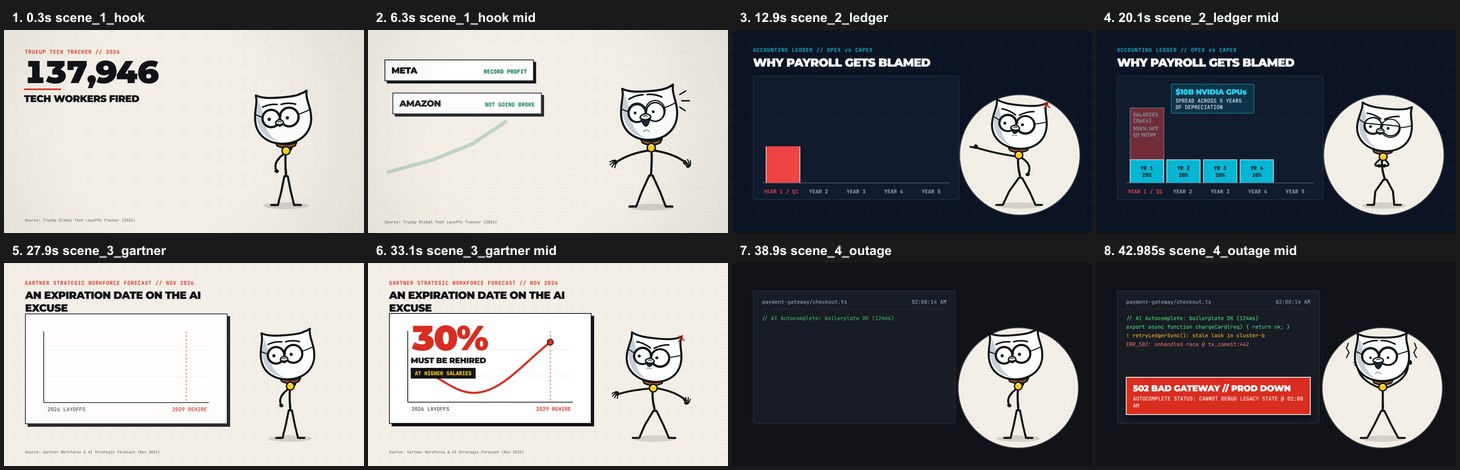 1. 0.3s scene_1_hook
TRUEUP TECH TRACKER // 2026
137,946
TECH WORKERS FIRED
Source: TrueUp Global Tech Layoffs Tracker (2026)
2. 6.3s scene_1_hook mid
META RECORD PROFIT
AMAZON NOT GOING BROKE
Source: TrueUp Global Tech Layoffs Tracker (2026)
3. 12.9s scene_2_ledger
ACCOUNTING LEDGER // OPEX vs CAPEX
WHY PAYROLL GETS BLAMED
YEAR 1 / Q1 YEAR 2 YEAR 3 YEAR 4 YEAR 5
4. 20.1s scene_2_ledger mid
ACCOUNTING LEDGER // OPEX vs CAPEX
WHY PAYROLL GETS BLAMED
$10B NVIDIA GPUs
SPREAD ACROSS 5 YEARS
OF DEPRECIATION
SALARIES
(OpEx)
100% HIT
Q1 NOW
YR 1 YR 2 YR 3 YR 4
20% 20% 20% 20%
YEAR 1 / Q1 YEAR 2 YEAR 3 YEAR 4 YEAR 5
5. 27.9s scene_3_gartner
GARTNER STRATEGIC WORKFORCE FORECAST // NOV 2026
AN EXPIRATION DATE ON THE AI
EXCUSE
2026 LAYOFFS 2029 REHIRE
Source: Gartner Workforce & AI Strategic Forecast (Nov 2026)
6. 33.1s scene_3_gartner mid
GARTNER STRATEGIC WORKFORCE FORECAST // NOV 2026
AN EXPIRATION DATE ON THE AI
EXCUSE
30%
MUST BE REHIRED
AT HIGHER SALARIES
2026 LAYOFFS 2029 REHIRE
Source: Gartner Workforce & AI Strategic Forecast (Nov 2026)
7. 38.9s scene_4_outage
payment-gateway/checkout.ts 02:00:14 AM
// AI Autocomplete: boilerplate OK (124ms)
8. 42.985s scene_4_outage mid
payment-gateway/checkout.ts 02:00:14 AM
// AI Autocomplete: boilerplate OK (124ms)
export async function chargeCard(req) { return ok; }
! retryLedgerSync(): stale lock in cluster-b
ERR_502: unhandled race @ tx_commit:442
502 BAD GATEWAY // PROD DOWN
AUTOCOMPLETE STATUS: CANNOT DEBUG LEGACY STATE @ 02:00
AM